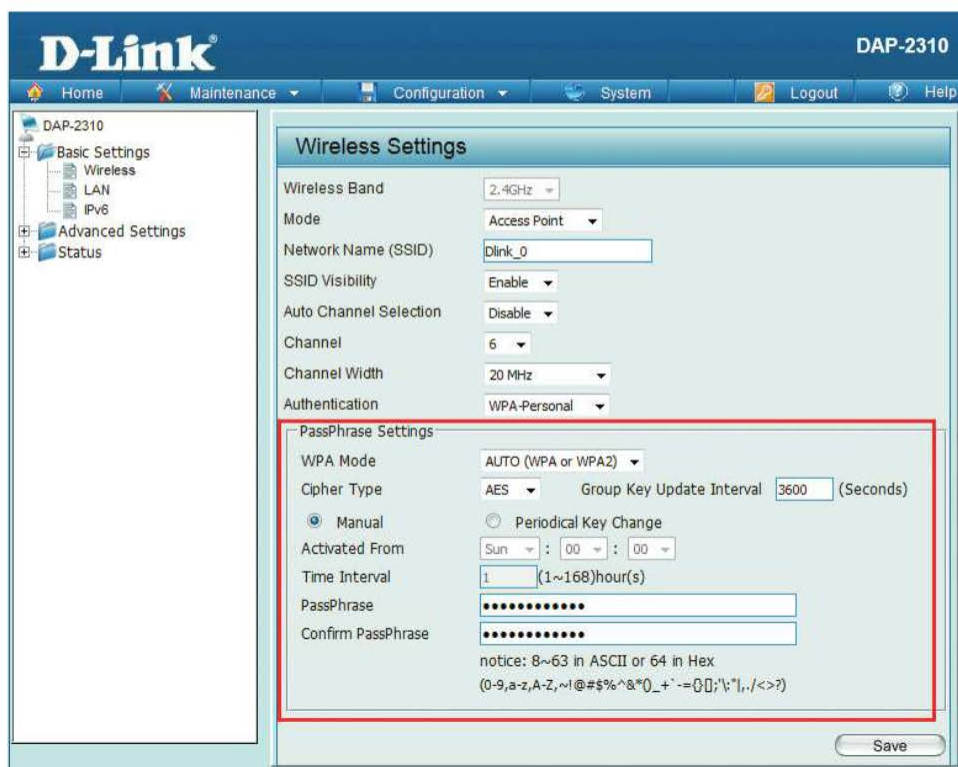 D-Link®
DAP-2310
Home Maintenance Configuration System Logout Help
DAP-2310
Basic Settings
Wireless
LAN
IPv6
Advanced Settings
Status
Wireless Settings
Wireless Band 2.4GHz
Mode Access Point
Network Name (SSID) Dlink_0
SSID Visibility Enable
Auto Channel Selection Disable
Channel 6
Channel Width 20 MHz
Authentication WPA-Personal
PassPhrase Settings
WPA Mode AUTO (WPA or WPA2)
Cipher Type AES Group Key Update Interval 3600 (Seconds)
Manual Periodical Key Change
Activated From Sun : 00 : 00
Time Interval 1 (1~168)hour(s)
PassPhrase ●●●●●●●●●●●●
Confirm PassPhrase ●●●●●●●●●●●●
notice: 8~63 in ASCII or 64 in Hex
(0-9,a-z,A-Z,~!@#$%^&*()_+`-={}[];'\:"|,./<>?)
Save